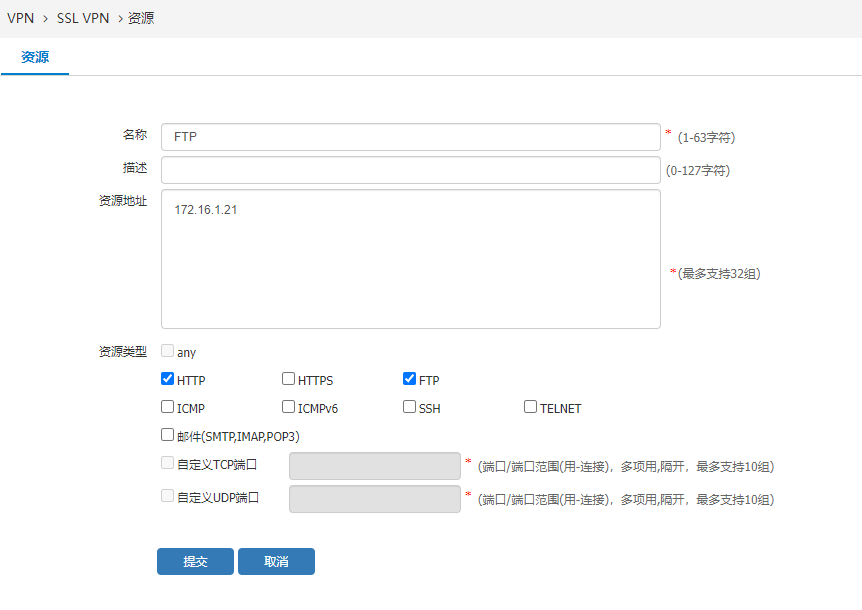 VPN > SSL VPN > 资源
资源
名称 FTP * (1-63字符)
描述 (0-127字符)
资源地址 172.16.1.21
*(最多支持32组)
资源类型 any
HTTP HTTPS FTP
ICMP ICMPv6 SSH TELNET
邮件(SMTP,IMAP,POP3)
自定义TCP端口 * (端口/端口范围(用-连接)，多项用,隔开，最多支持10组)
自定义UDP端口 * (端口/端口范围(用-连接)，多项用,隔开，最多支持10组)
提交 取消